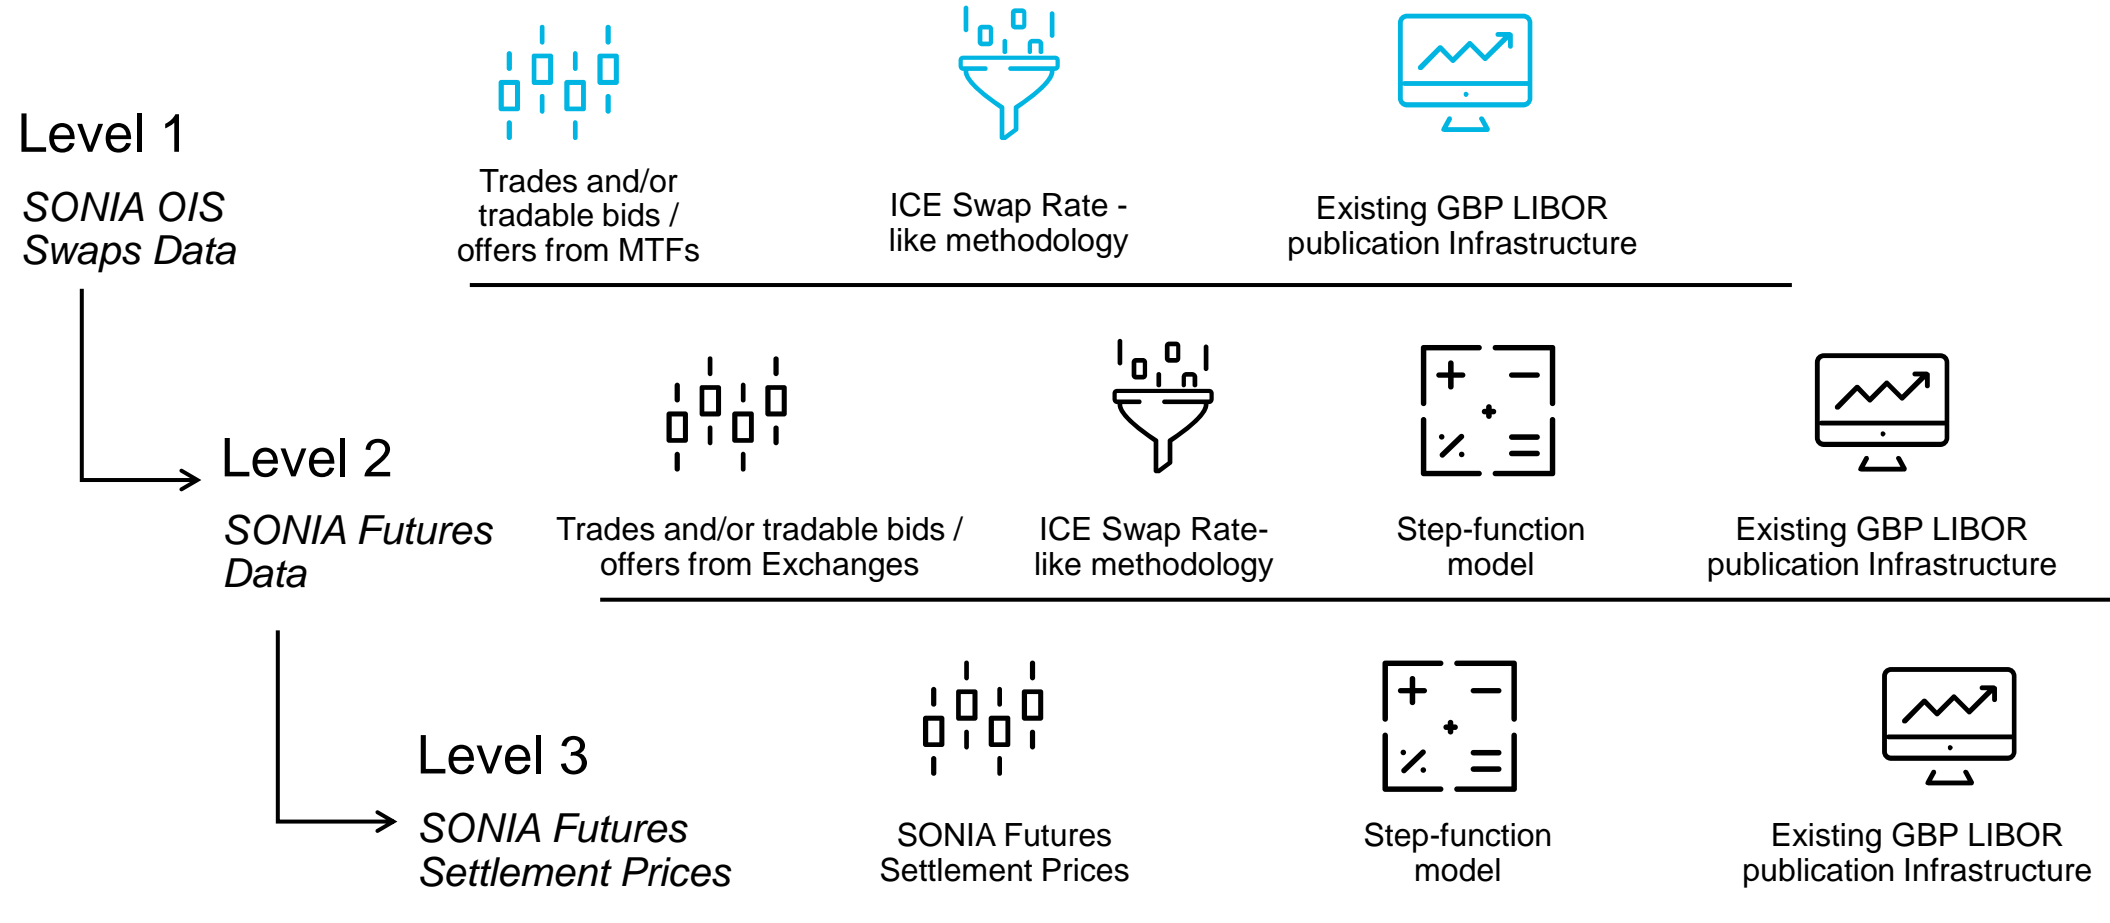 Level 1
SONIA OIS
Swaps Data
Trades and/or
tradable bids /
offers from MTFs
ICE Swap Rate -
like methodology
Existing GBP LIBOR
publication Infrastructure
Level 2
SONIA Futures
Data
Trades and/or tradable bids /
offers from Exchanges
ICE Swap Rate-
like methodology
Step-function
model
Existing GBP LIBOR
publication Infrastructure
Level 3
SONIA Futures
Settlement Prices
SONIA Futures
Settlement Prices
Step-function
model
Existing GBP LIBOR
publication Infrastructure